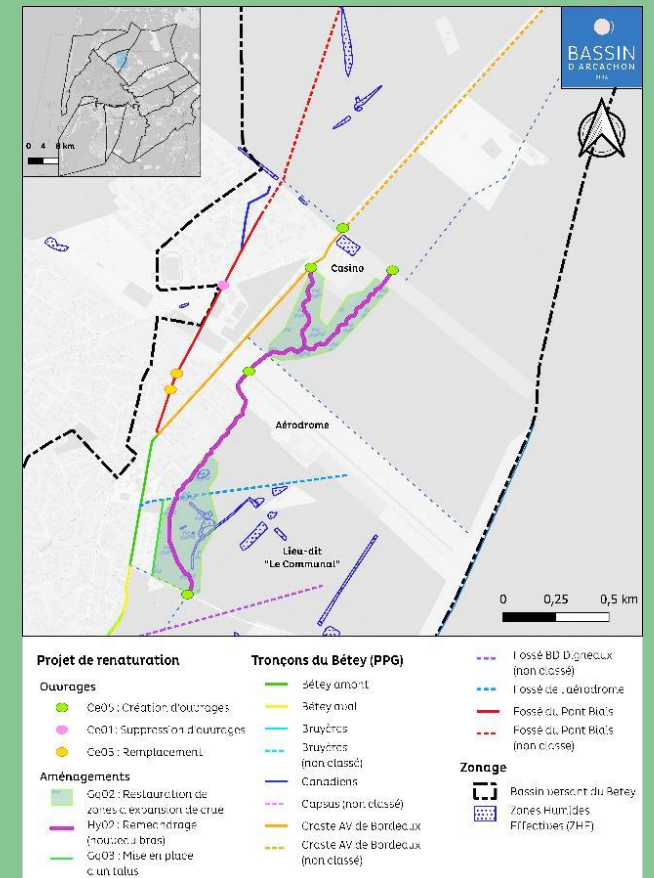 BASSIN
D'ARCACHON
0 4 8 km
Casino
Aérodrome
Lieu-dit
"Le Communal"
0 0,25 0,5 km
Projet de renaturation
Ouvrages
Ce05 : Création d'ouvrages
Ce01 : Suppression d'ouvrages
Remplacement
Aménagements
Gq02 : Restauration de
zones d'expansion de crue
Hy02 : Remeandrage
(nouveau bras)
Gq03 : Mise en place
d'un talus
Tronçons du Bétey (PPG)
Bétey amont
Bétey aval
Bruyères
Bruyères
(non classé)
Canadiens
Capsus (non classé)
Craste AV de Bordeaux
Craste AV de Bordeaux
(non classé)
Fossé BD Digneaux
(non classé)
Fossé de l'aérodrome
Fossé du Pont Biais
Fossé du Pont Biais
(non classé)
Zonage
Bassin versant du Betey
Zones Humides
Effectives (ZHE)